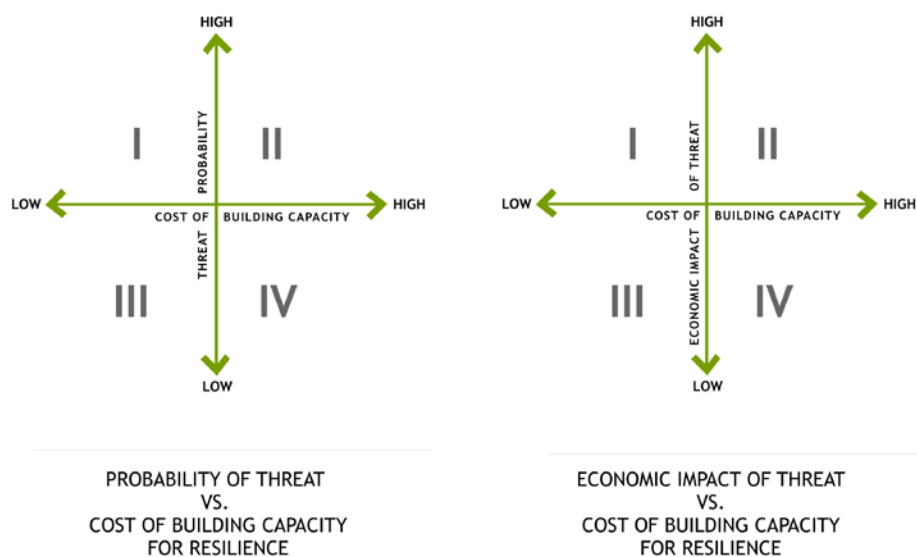 HIGH
I
II
PROBABILITY
LOW
COST OF BUILDING CAPACITY
HIGH
THREAT
III
IV
LOW
PROBABILITY OF THREAT
VS.
COST OF BUILDING CAPACITY
FOR RESILIENCE
HIGH
I
II
OF THREAT
LOW
COST OF BUILDING CAPACITY
HIGH
ECONOMIC IMPACT
III
IV
LOW
ECONOMIC IMPACT OF THREAT
VS.
COST OF BUILDING CAPACITY
FOR RESILIENCE